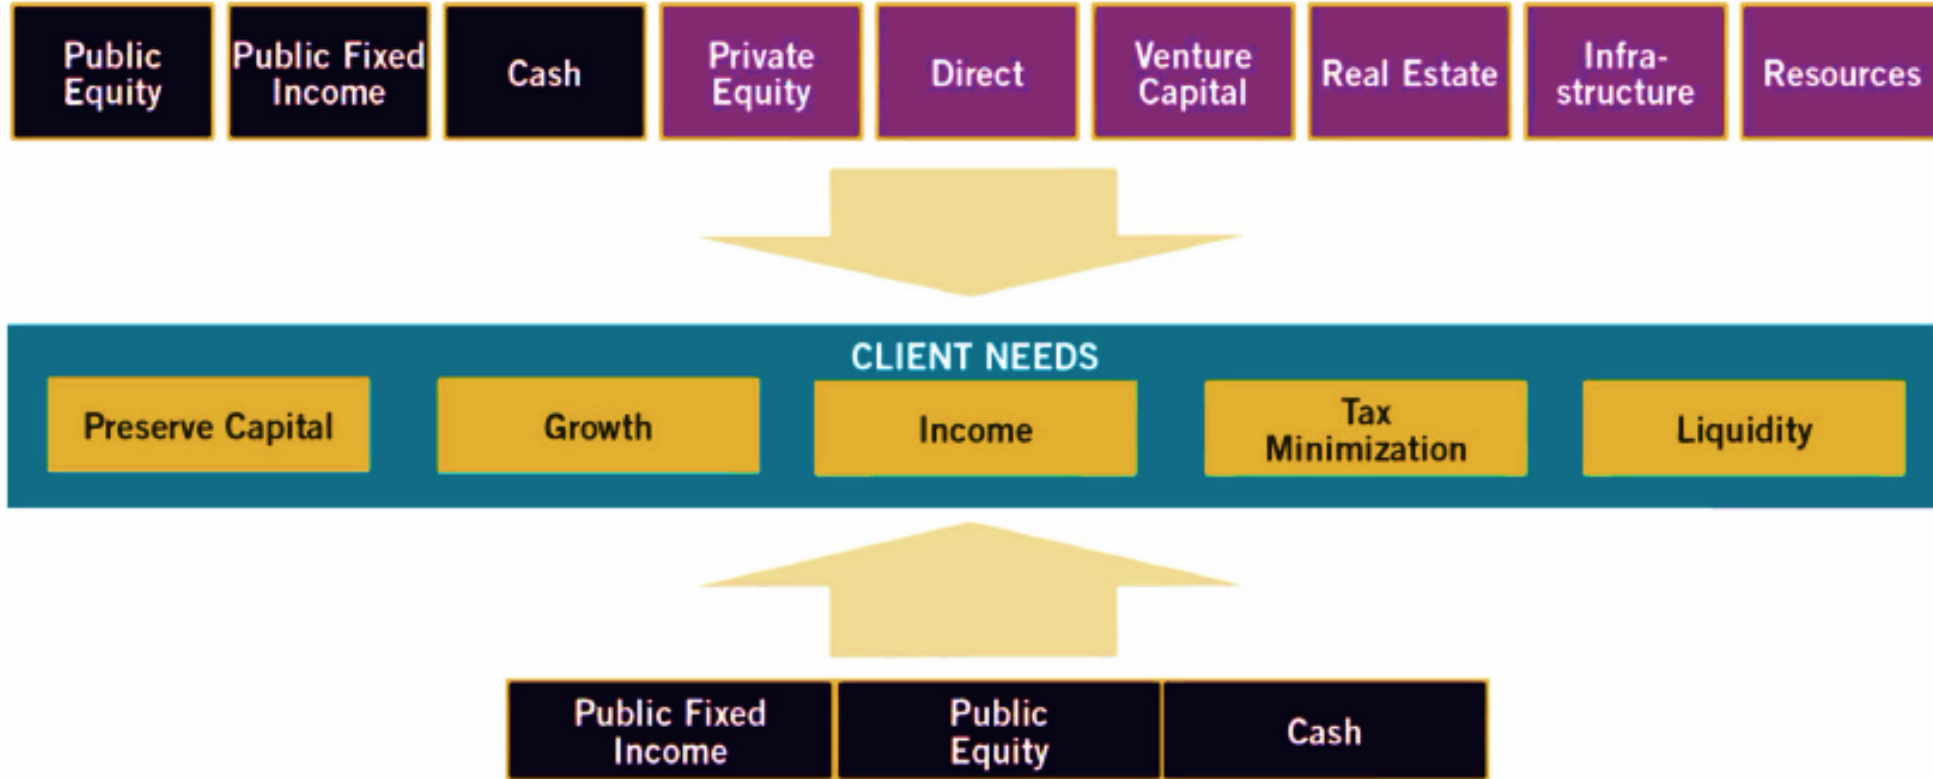 Public
Equity
Public Fixed
Income
Cash
Private
Equity
Direct
Venture
Capital
Real Estate
Infra-
structure
Resources
CLIENT NEEDS
Preserve Capital
Growth
Income
Tax
Minimization
Liquidity
Public Fixed
Income
Public
Equity
Cash